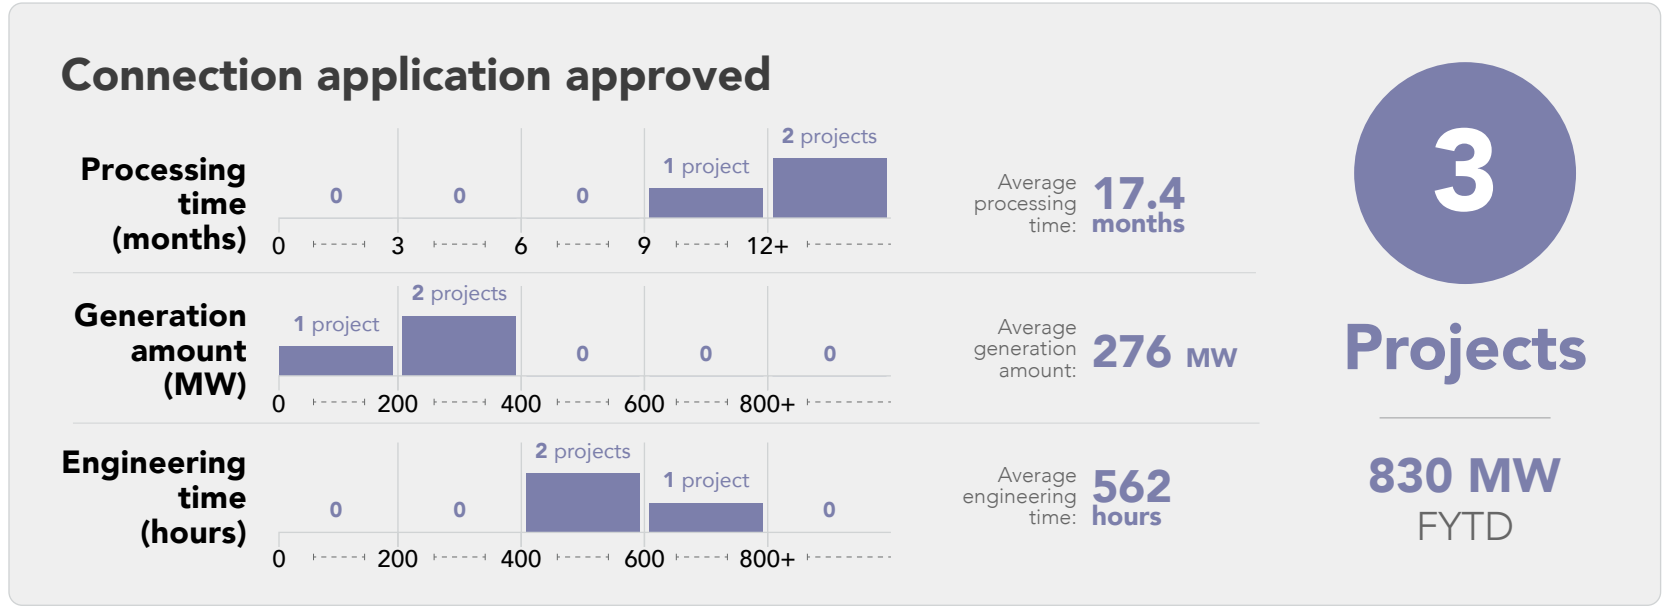 Connection application approved
Processing
time
(months)
0
0
0
1 project
2 projects
0
3
6
9
12+
Average
processing
time:
17.4
months
Generation
amount
(MW)
1 project
2 projects
0
0
0
0
200
400
600
800+
Average
generation
amount:
276 MW
Engineering
time
(hours)
0
0
2 projects
1 project
0
0
200
400
600
800+
Average
engineering
time:
562
hours
3
Projects
830 MW
FYTD